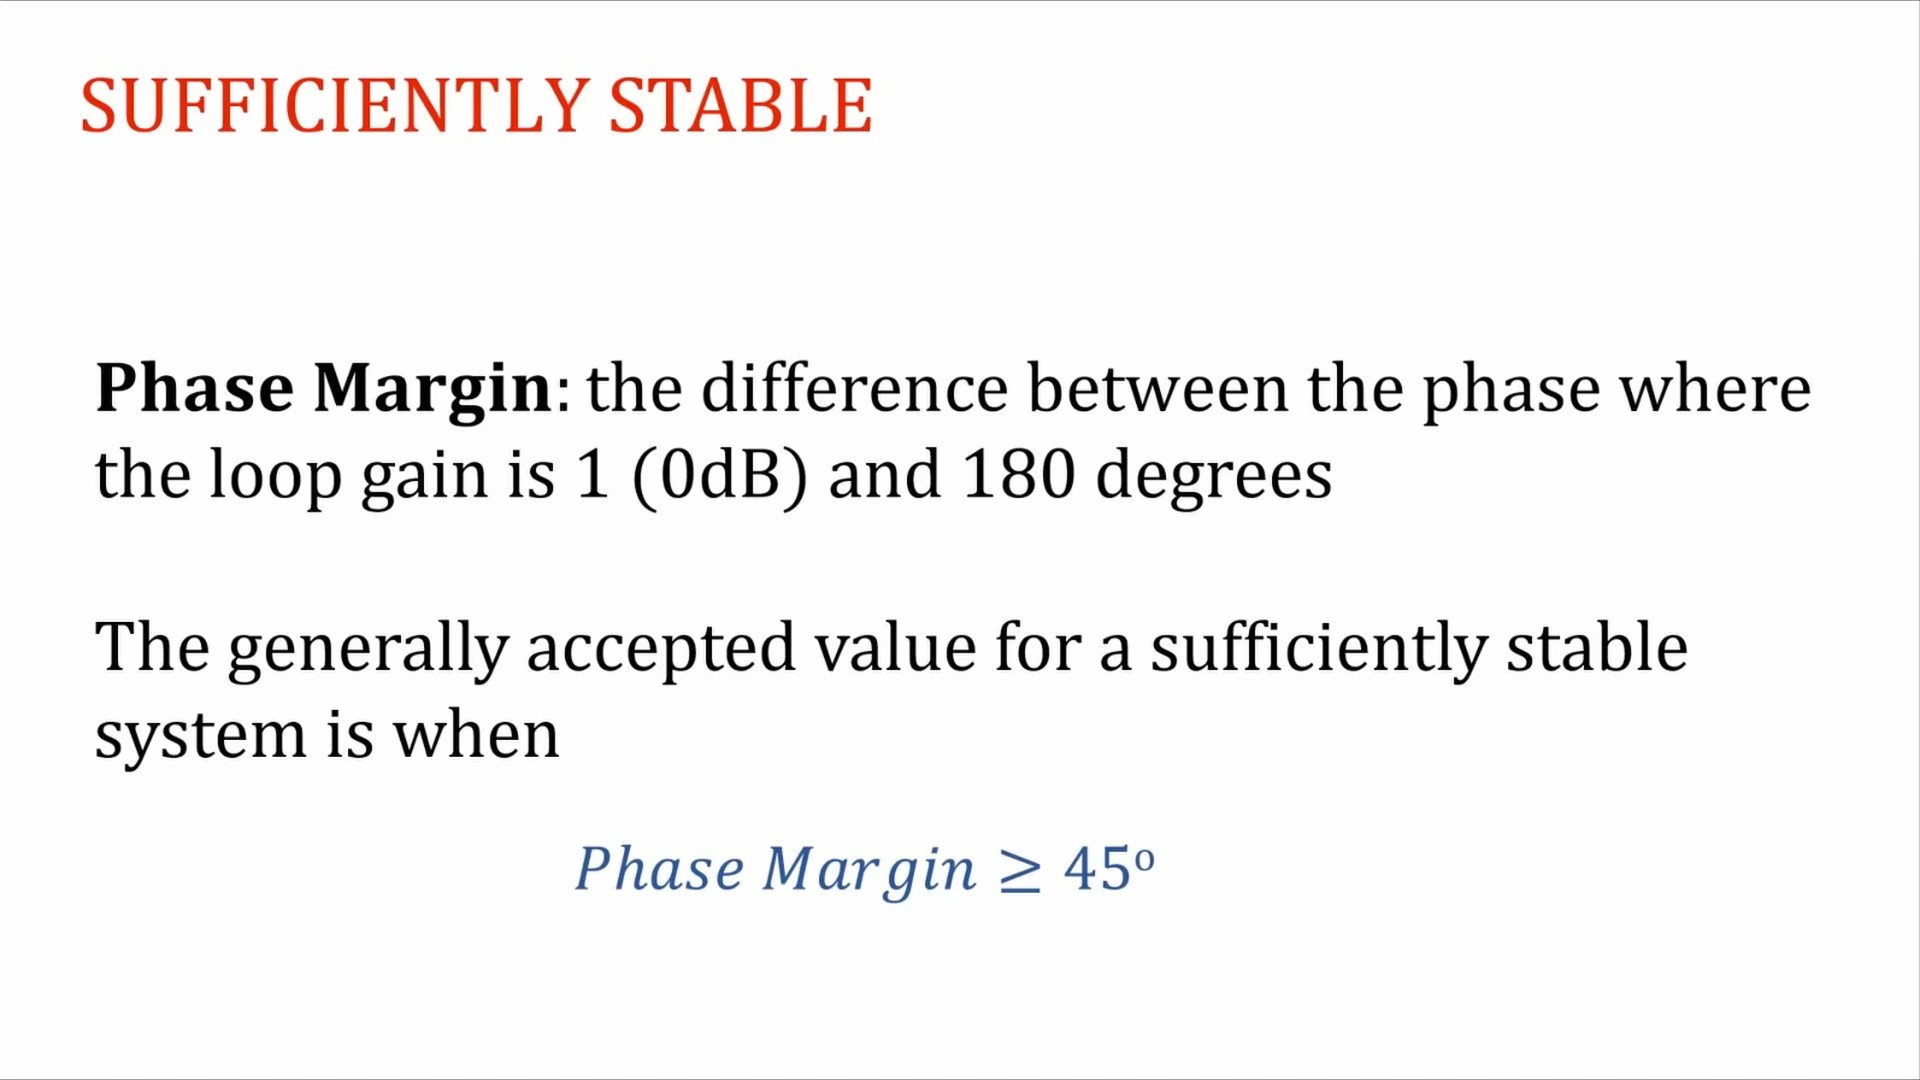 SUFFICIENTLY STABLE
Phase Margin: the difference between the phase where
the loop gain is 1 (0dB) and 180 degrees
The generally accepted value for a sufficiently stable
system is when
Phase Margin ≥ 45º